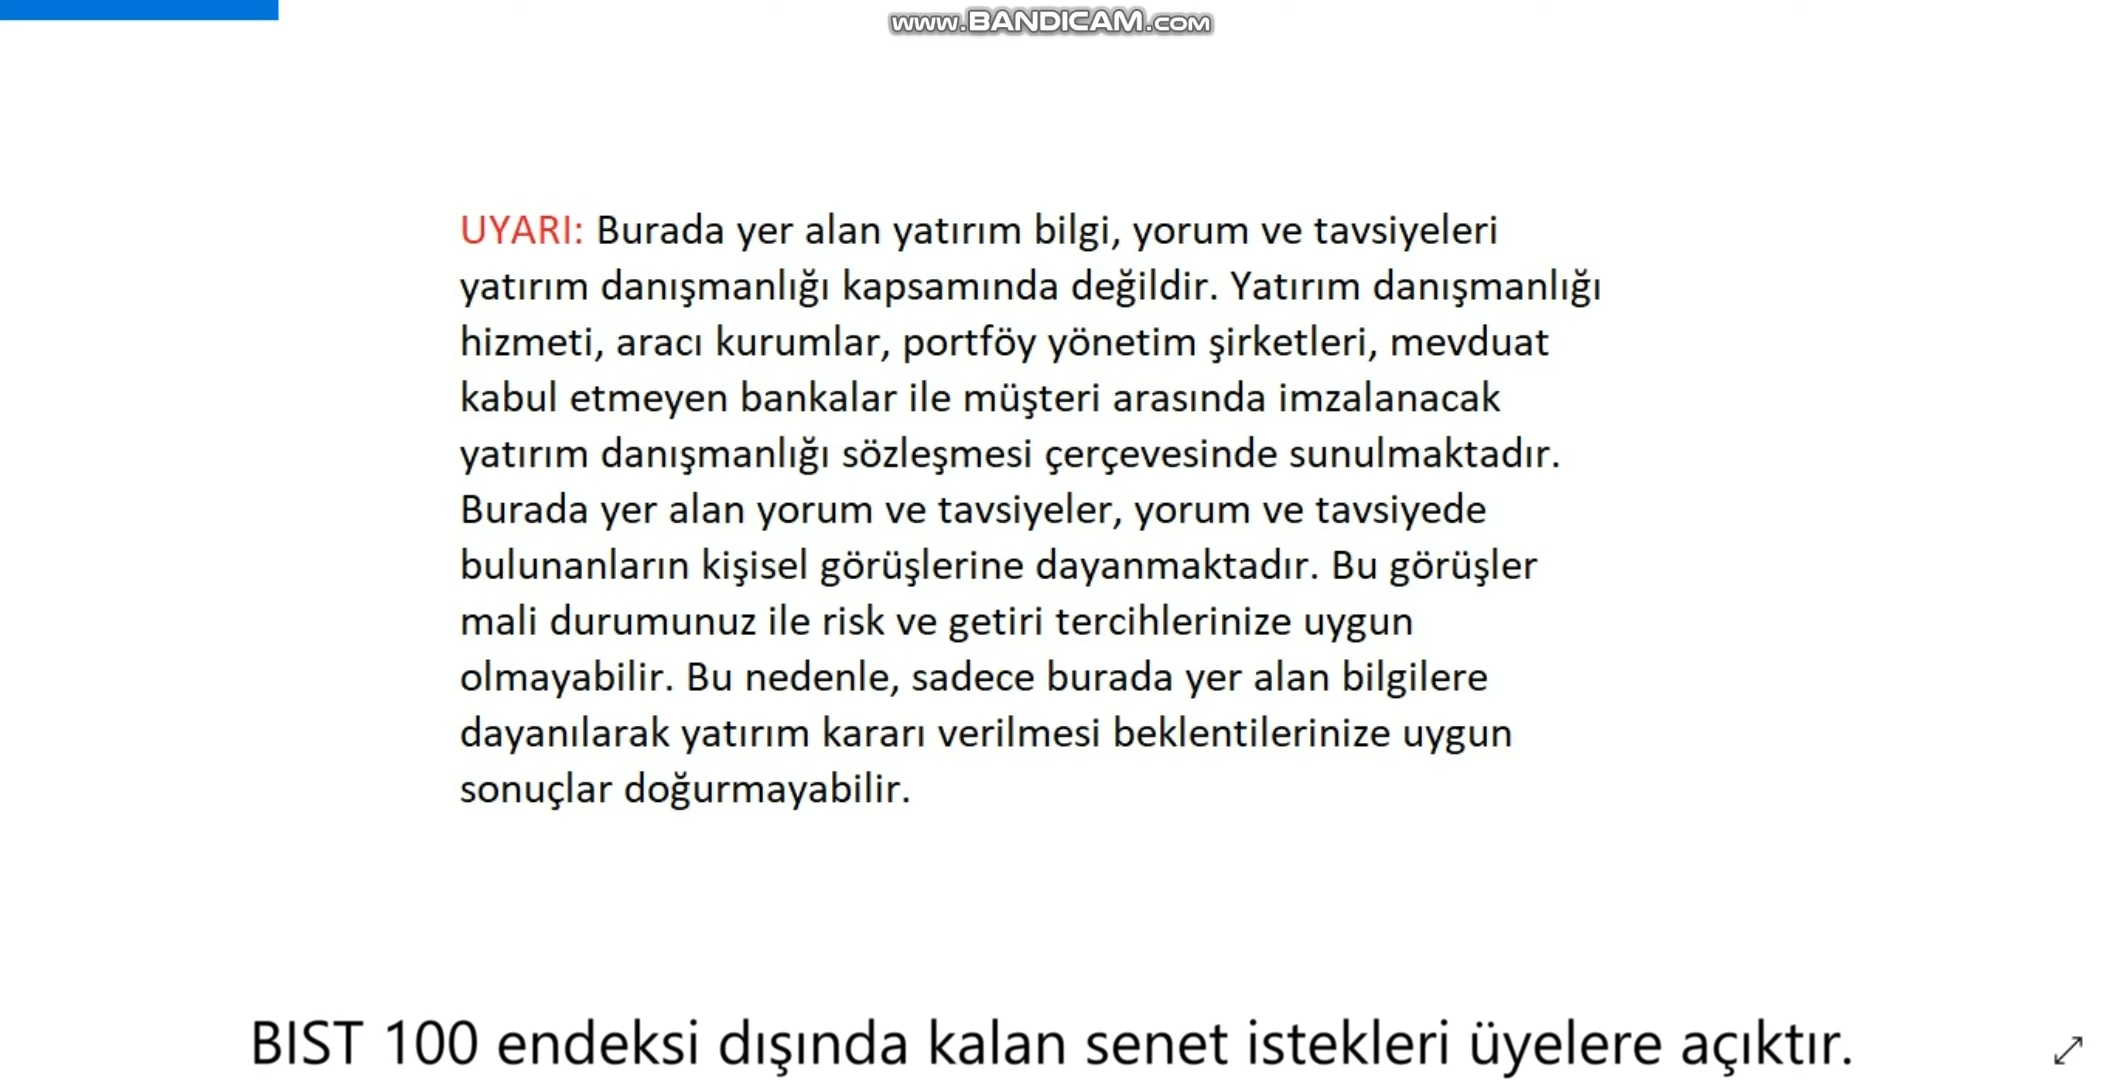 www.BANDICAM.com
UYARI: Burada yer alan yatırım bilgi, yorum ve tavsiyeleri
yatırım danışmanlığı kapsamında değildir. Yatırım danışmanlığı
hizmeti, aracı kurumlar, portföy yönetim şirketleri, mevduat
kabul etmeyen bankalar ile müşteri arasında imzalanacak
yatırım danışmanlığı sözleşmesi çerçevesinde sunulmaktadır.
Burada yer alan yorum ve tavsiyeler, yorum ve tavsiyede
bulunanların kişisel görüşlerine dayanmaktadır. Bu görüşler
mali durumunuz ile risk ve getiri tercihlerinize uygun
olmayabilir. Bu nedenle, sadece burada yer alan bilgilere
dayanılarak yatırım kararı verilmesi beklentilerinize uygun
sonuçlar doğurmayabilir.
BIST 100 endeksi dışında kalan senet istekleri üyelere açıktır.